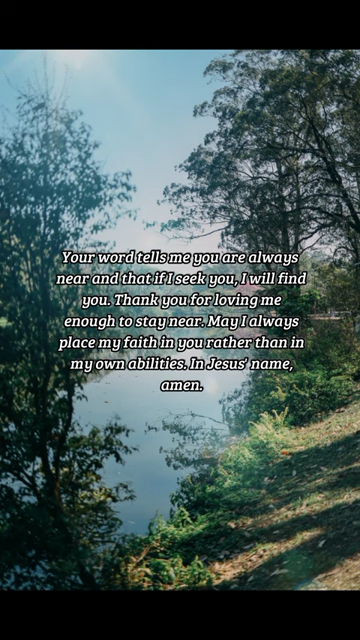 Your word tells me you are always
near and that if I seek you, I will find
you. Thank you for loving me
enough to stay near. May I always
place my faith in you rather than in
my own abilities. In Jesus' name,
amen.